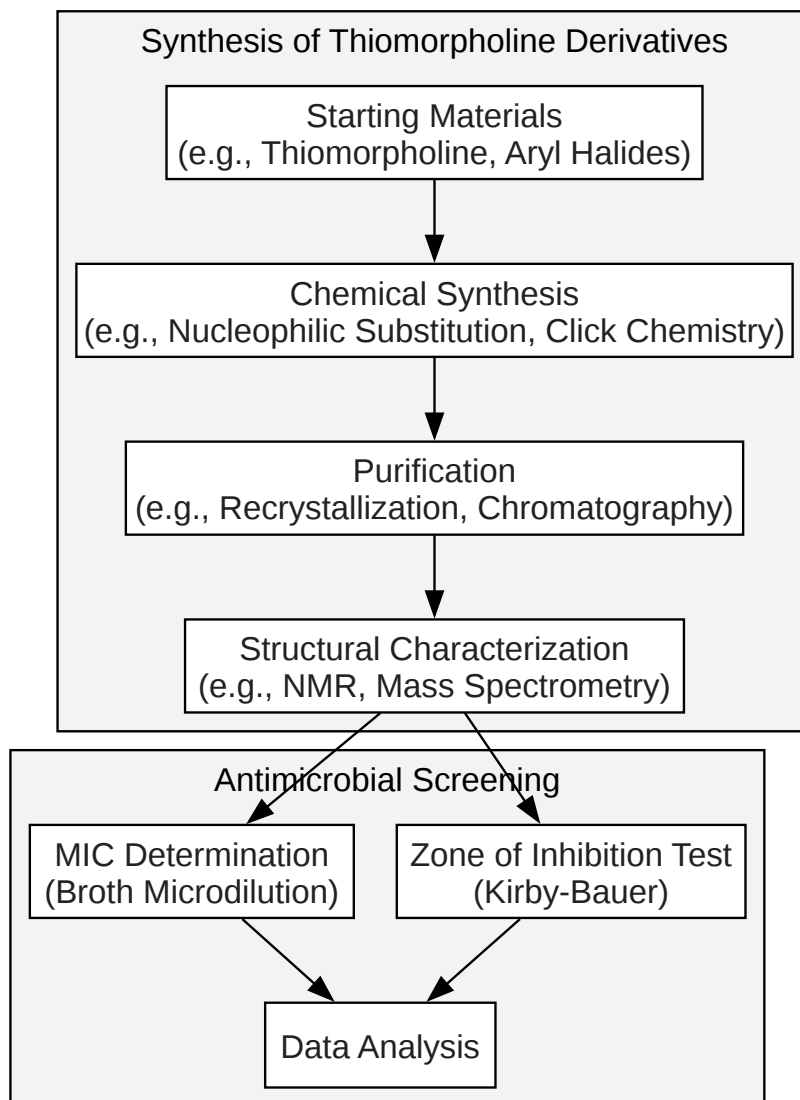 Synthesis of Thiomorpholine Derivatives
Starting Materials
(e.g., Thiomorpholine, Aryl Halides)
Chemical Synthesis
(e.g., Nucleophilic Substitution, Click Chemistry)
Purification
(e.g., Recrystallization, Chromatography)
Structural Characterization
(e.g., NMR, Mass Spectrometry)
Antimicrobial Screening
MIC Determination
(Broth Microdilution)
Zone of Inhibition Test
(Kirby-Bauer)
Data Analysis